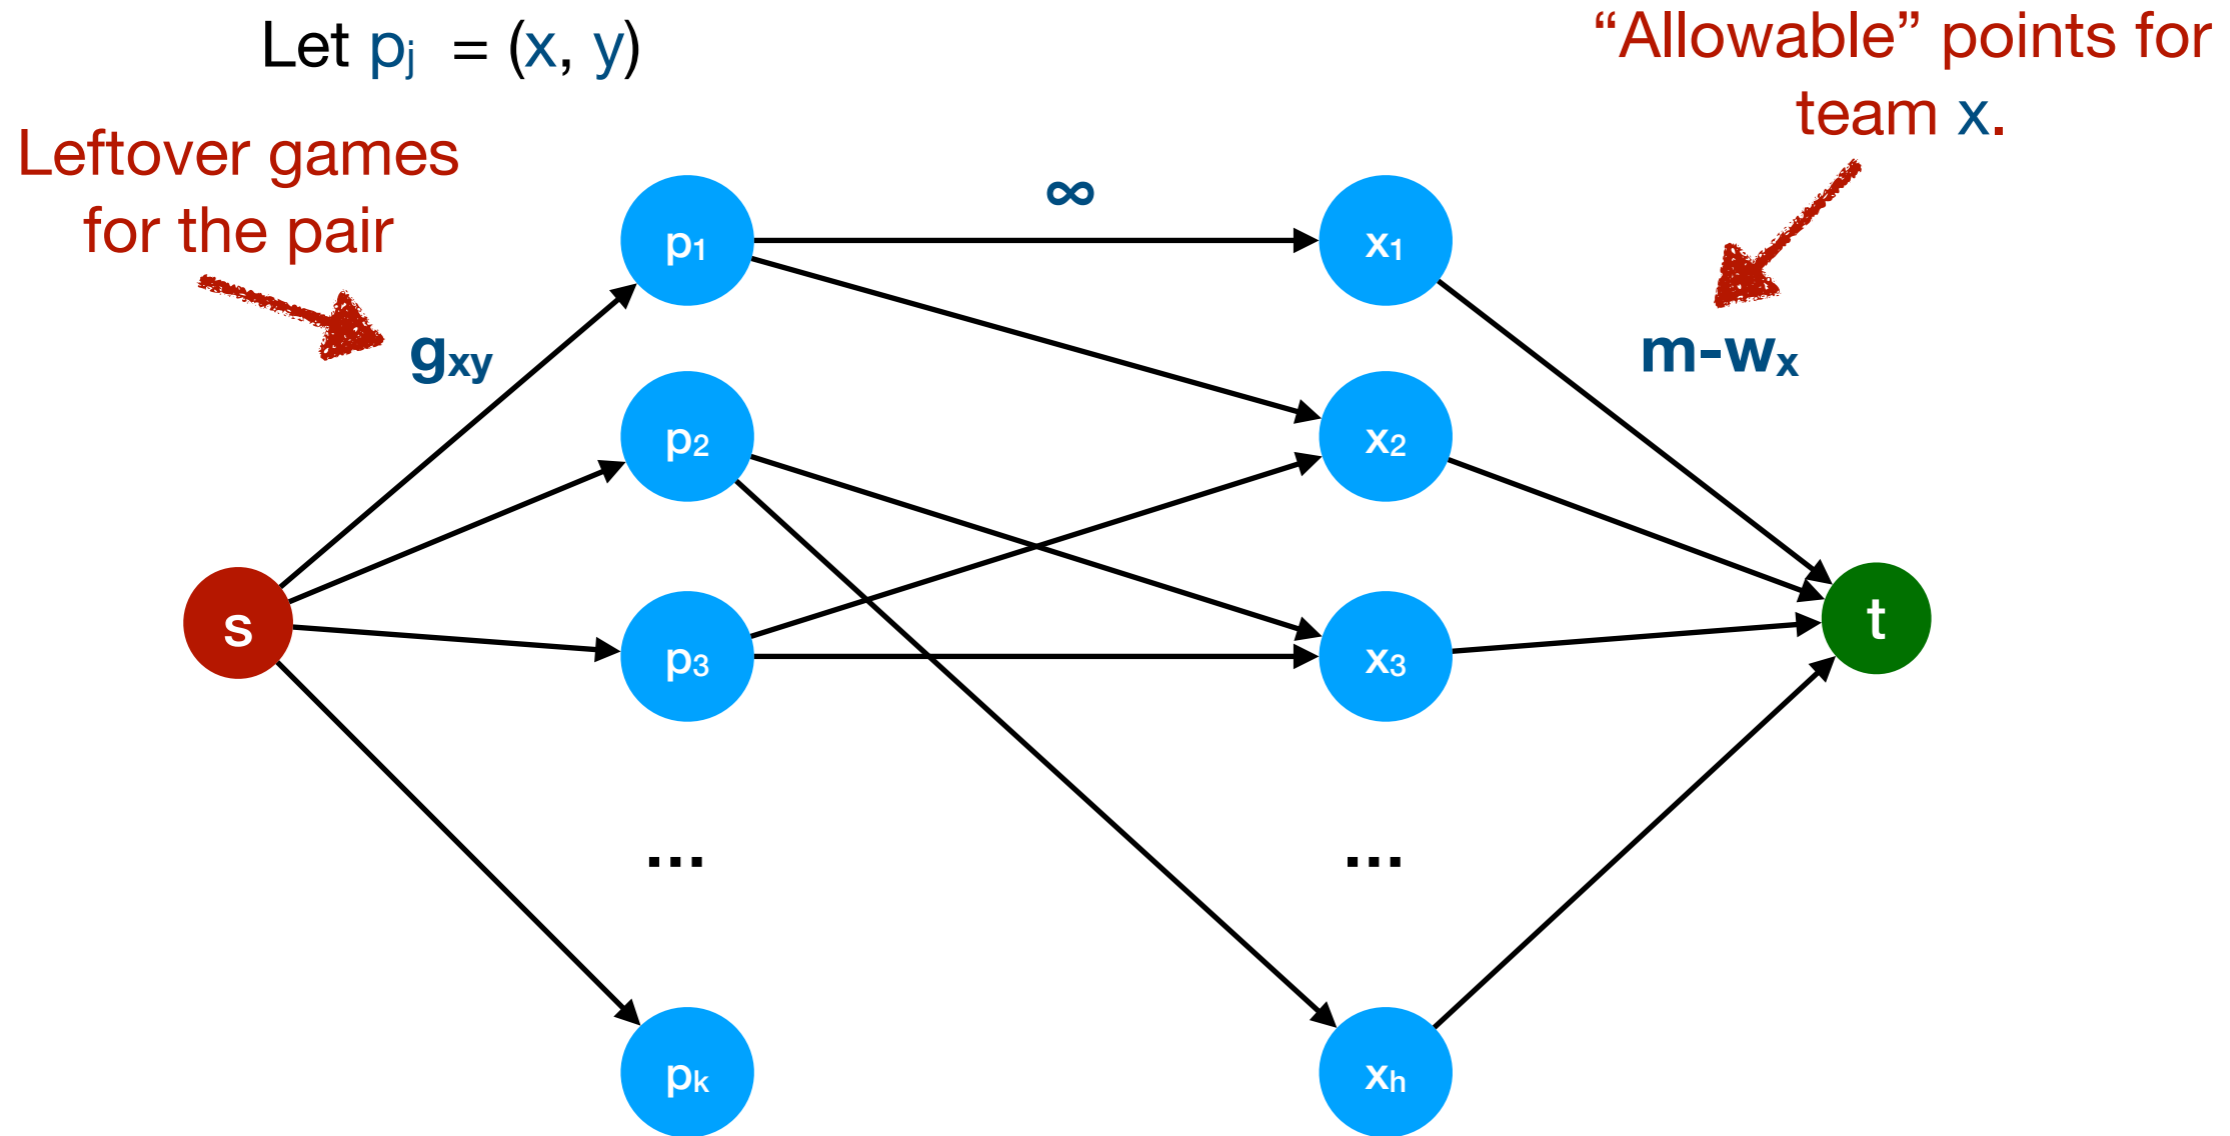 Let pⱼ = (x, y)
“Allowable” points for
team x.
Leftover games
for the pair
∞
p₁
x₁
gₓᵧ
m-wₓ
p₂
x₂
s
p₃
x₃
t
...
...
pₖ
xₕ